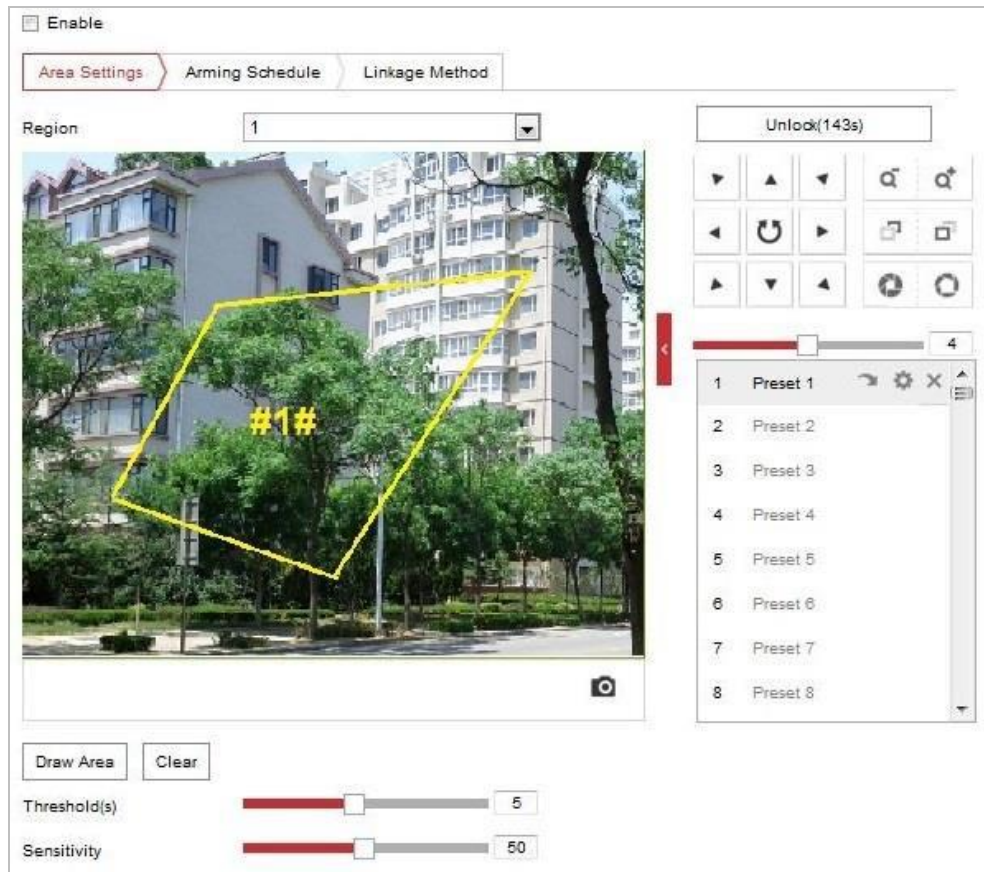 Enable
Area Settings Arming Schedule Linkage Method
Region 1
Unlock(143s)
#1#
4
1 Preset 1
2 Preset 2
3 Preset 3
4 Preset 4
5 Preset 5
6 Preset 6
7 Preset 7
8 Preset 8
Draw Area Clear
Threshold(s) 5
Sensitivity 50